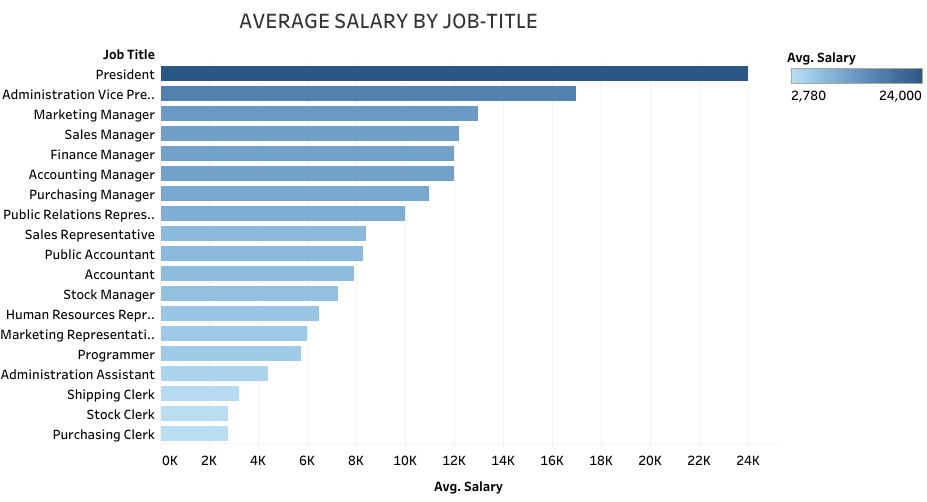 AVERAGE SALARY BY JOB-TITLE
Job Title
President
Administration Vice Pre..
Marketing Manager
Sales Manager
Finance Manager
Accounting Manager
Purchasing Manager
Public Relations Repres..
Sales Representative
Public Accountant
Accountant
Stock Manager
Human Resources Repr..
Marketing Representati..
Programmer
Administration Assistant
Shipping Clerk
Stock Clerk
Purchasing Clerk
0K 2K 4K 6K 8K 10K 12K 14K 16K 18K 20K 22K 24K
Avg. Salary
Avg. Salary
2,780 24,000